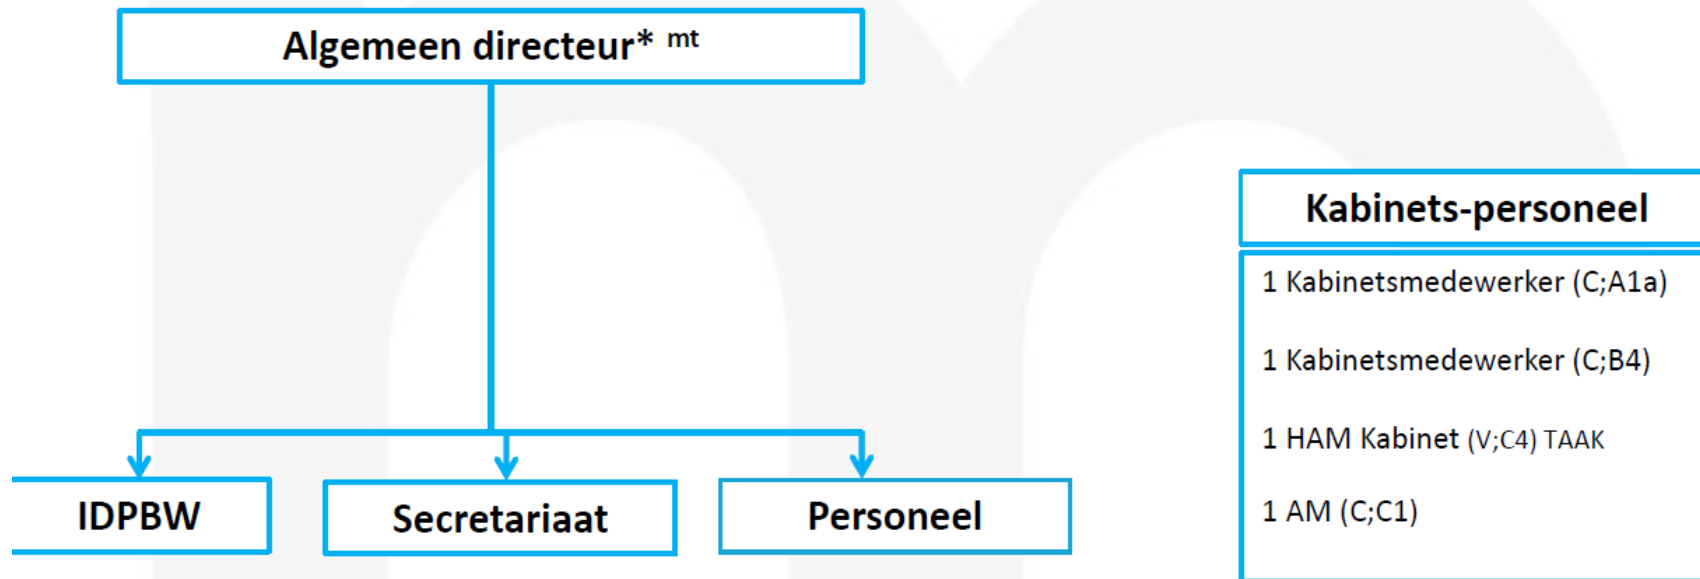 Algemeen directeur* mt
Kabinets-personeel
1 Kabinetsmedewerker (C;A1a)
1 Kabinetsmedewerker (C;B4)
1 HAM Kabinet (V;C4) TAAK
1 AM (C;C1)
IDPBW
Secretariaat
Personeel